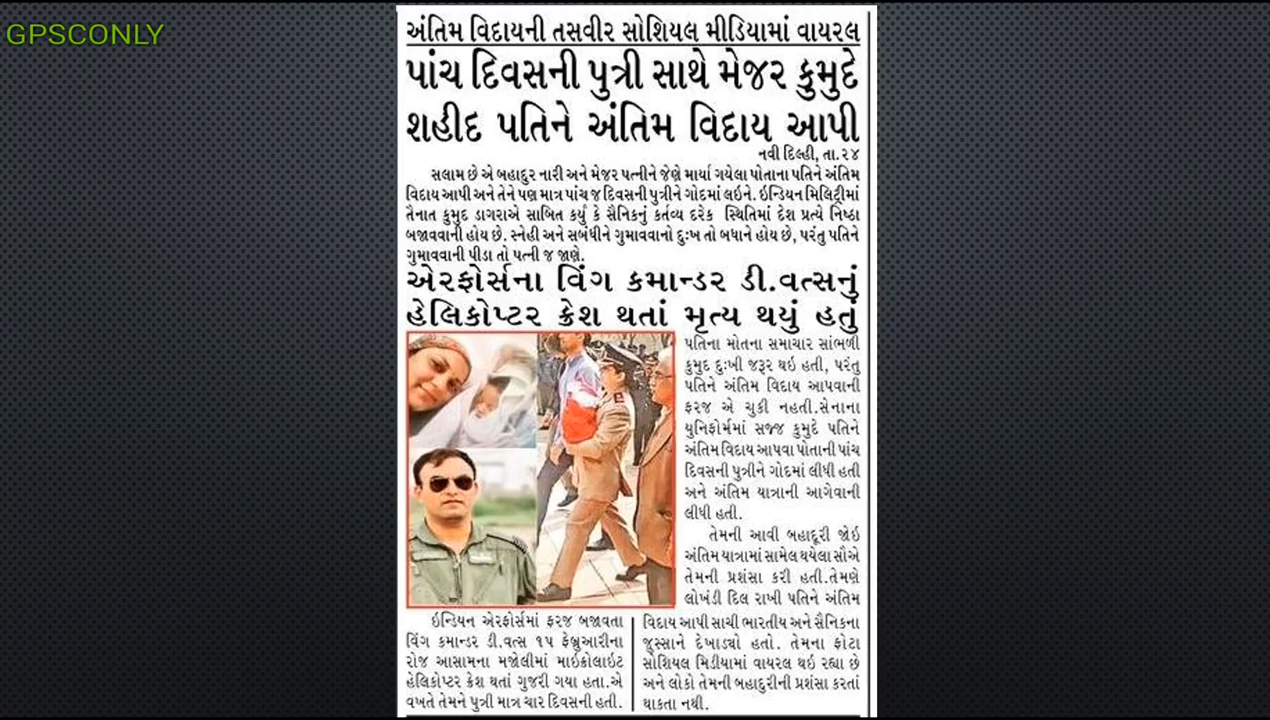 GPSCONLY
અંતિમ વિદાયની તસવીર સોશિયલ મીડિયામાં વાયરલ
પાંચ દિવસની પુત્રી સાથે મેજર કુમુદે
શહીદ પતિને અંતિમ વિદાય આપી
નવી દિલ્હી, તા.૨૪
સલામ છે એ બહાદુર નારી અને મેજર પત્નીને જેણે માર્યા ગયેલા પોતાના પતિને અંતિમ
વિદાય આપી અને તેને પણ માત્ર પાંચ જ દિવસની પુત્રીને ગોદમાં લઇને. ઇન્ડિયન મિલિટ્રીમાં
તૈનાત કુમુદ ડાગરાએ સાબિત કર્યું કે સૈનિકનું કર્તવ્ય દરેક સ્થિતિમાં દેશ પ્રત્યે નિષ્ઠા
બજાવવાની હોય છે. સ્નેહી અને સબંધીને ગુમાવવાનો દુઃખ તો બધાને હોય છે, પરંતુ પતિને
ગુમાવવાની પીડા તો પત્ની જ જાણે.
એરફોર્સના વિંગ કમાન્ડર ડી.વત્સનું
હેલિકોપ્ટર ક્રેશ થતાં મૃત્ય થયું હતું
પતિના મોતના સમાચાર સાંભળી
કુમુદ દુઃખી જરૂર થઇ હતી, પરંતુ
પતિને અંતિમ વિદાય આપવાની
ફરજ એ ચુકી નહતી.સેનાના
યુનિફોર્મમાં સજ્જ કુમુદે પતિને
અંતિમ વિદાય આપવા પોતાની પાંચ
દિવસની પુત્રીને ગોદમાં લીધી હતી
અને અંતિમ યાત્રાની આગેવાની
લીધી હતી.
તેમની આવી બહાદૂરી જોઇ
અંતિમ યાત્રામાં સામેલ થયેલા સૌએ
તેમની પ્રશંસા કરી હતી.તેમણે
લોખંડી દિલ રાખી પતિને અંતિમ
ઇન્ડિયન એરફોર્સમાં ફરજ બજાવતા
વિંગ કમાન્ડર ડી.વત્સ ૧૫ ફેબ્રુઆરીના
રોજ આસામના મજોલીમાં માઇક્રોલાઇટ
હેલિકોપ્ટર ક્રેશ થતાં ગુજરી ગયા હતા.એ
વખતે તેમને પુત્રી માત્ર ચાર દિવસની હતી.
વિદાય આપી સાચી ભારતીય અને સૈનિકના
જુસ્સાને દેખાડ્યો હતો. તેમના ફોટા
સોશિયલ મિડીયામાં વાયરલ થઇ રહ્યા છે
અને લોકો તેમની બહાદુરીની પ્રશંસા કરતાં
થાકતા નથી.